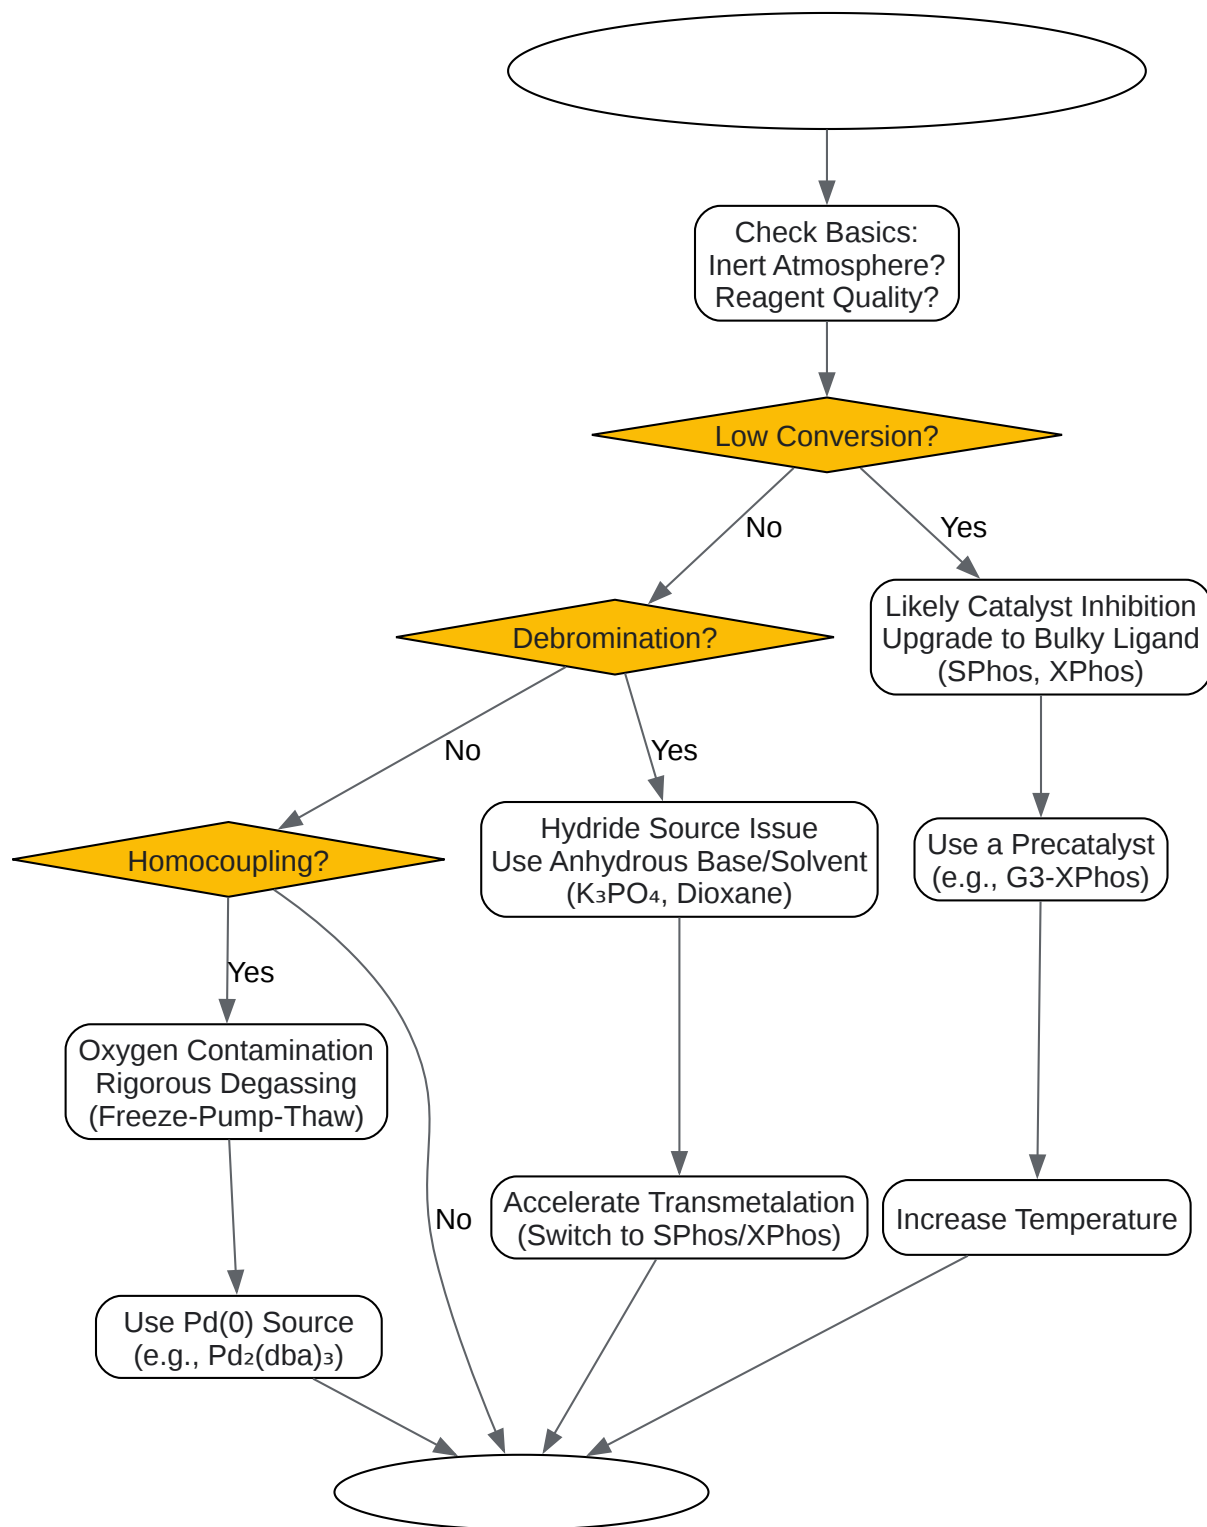 Check Basics:
Inert Atmosphere?
Reagent Quality?
Low Conversion?
No
Yes
Likely Catalyst Inhibition
Upgrade to Bulky Ligand
(SPhos, XPhos)
Debromination?
No
Yes
Hydride Source Issue
Use Anhydrous Base/Solvent
(K₃PO₄, Dioxane)
Use a Precatalyst
(e.g., G3-XPhos)
Homocoupling?
Yes
No
Oxygen Contamination
Rigorous Degassing
(Freeze-Pump-Thaw)
Accelerate Transmetalation
(Switch to SPhos/XPhos)
Increase Temperature
Use Pd(0) Source
(e.g., Pd₂(dba)₃)